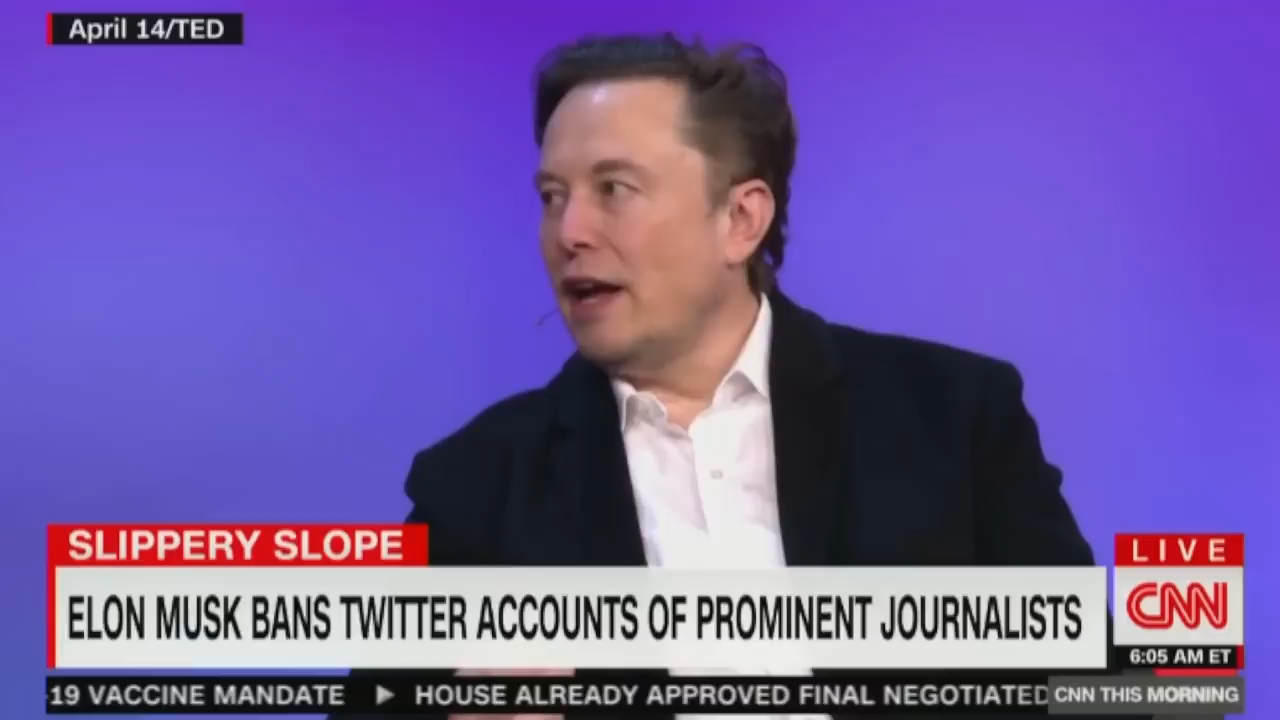 April 14/TED
SLIPPERY SLOPE
ELON MUSK BANS TWITTER ACCOUNTS OF PROMINENT JOURNALISTS
LIVE
CNN
6:05 AM ET
19 VACCINE MANDATE ▶ HOUSE ALREADY APPROVED FINAL NEGOTIATED
CNN THIS MORNING